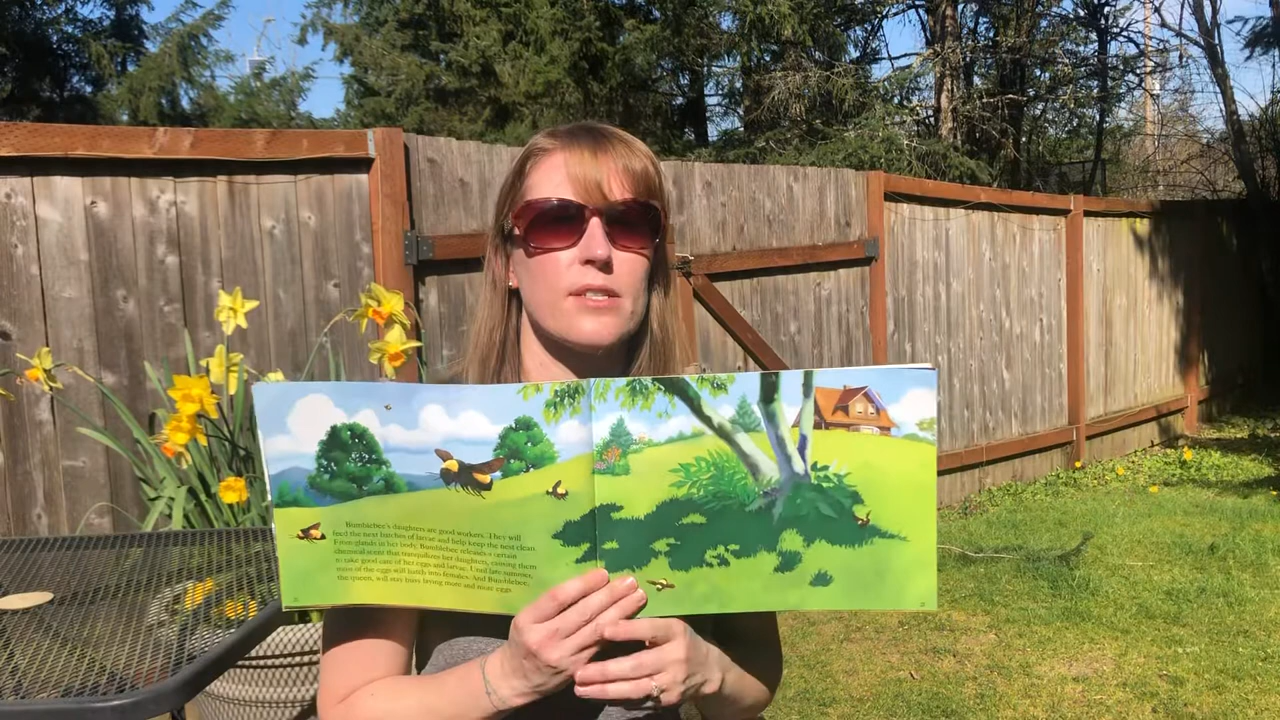 Bumblebee's daughters are good workers. They will
feed the next batches of larvae and help keep the nest clean.
From glands in her body, Bumblebee releases a certain
chemical scent that tranquilizes her daughters, causing them
to take good care of her eggs and larvae. Until late summer,
most of the eggs will hatch into females. And Bumblebee,
the queen, will stay busy laying more and more eggs.